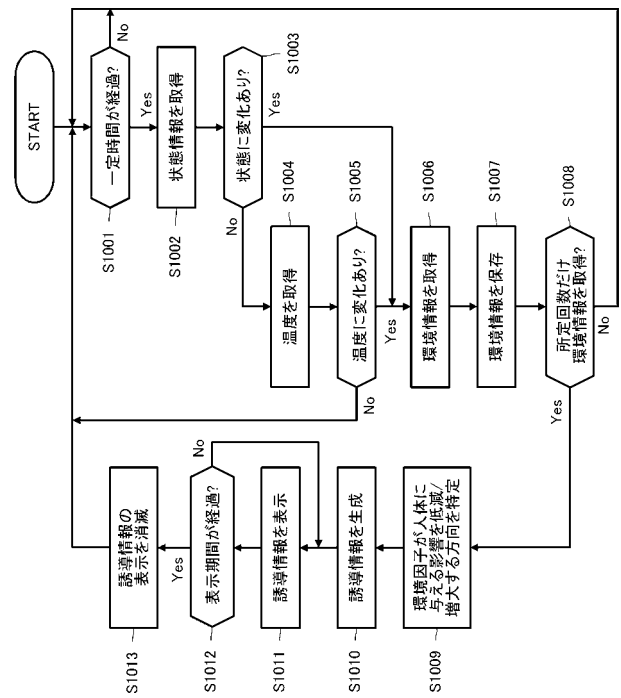 START
一定時間が経過?
No
S1001
Yes
状態情報を取得
S1002
状態に変化あり?
S1003
No
Yes
温度を取得
S1004
温度に変化あり?
S1005
No
Yes
環境情報を取得
S1006
環境情報を保存
S1007
所定回数だけ
環境情報を取得?
S1008
Yes
No
環境因子が人体に
与える影響を低減/
増大する方向を特定
S1009
誘導情報を生成
S1010
誘導情報を表示
S1011
表示期間が経過?
No
S1012
Yes
誘導情報の
表示を消滅
S1013